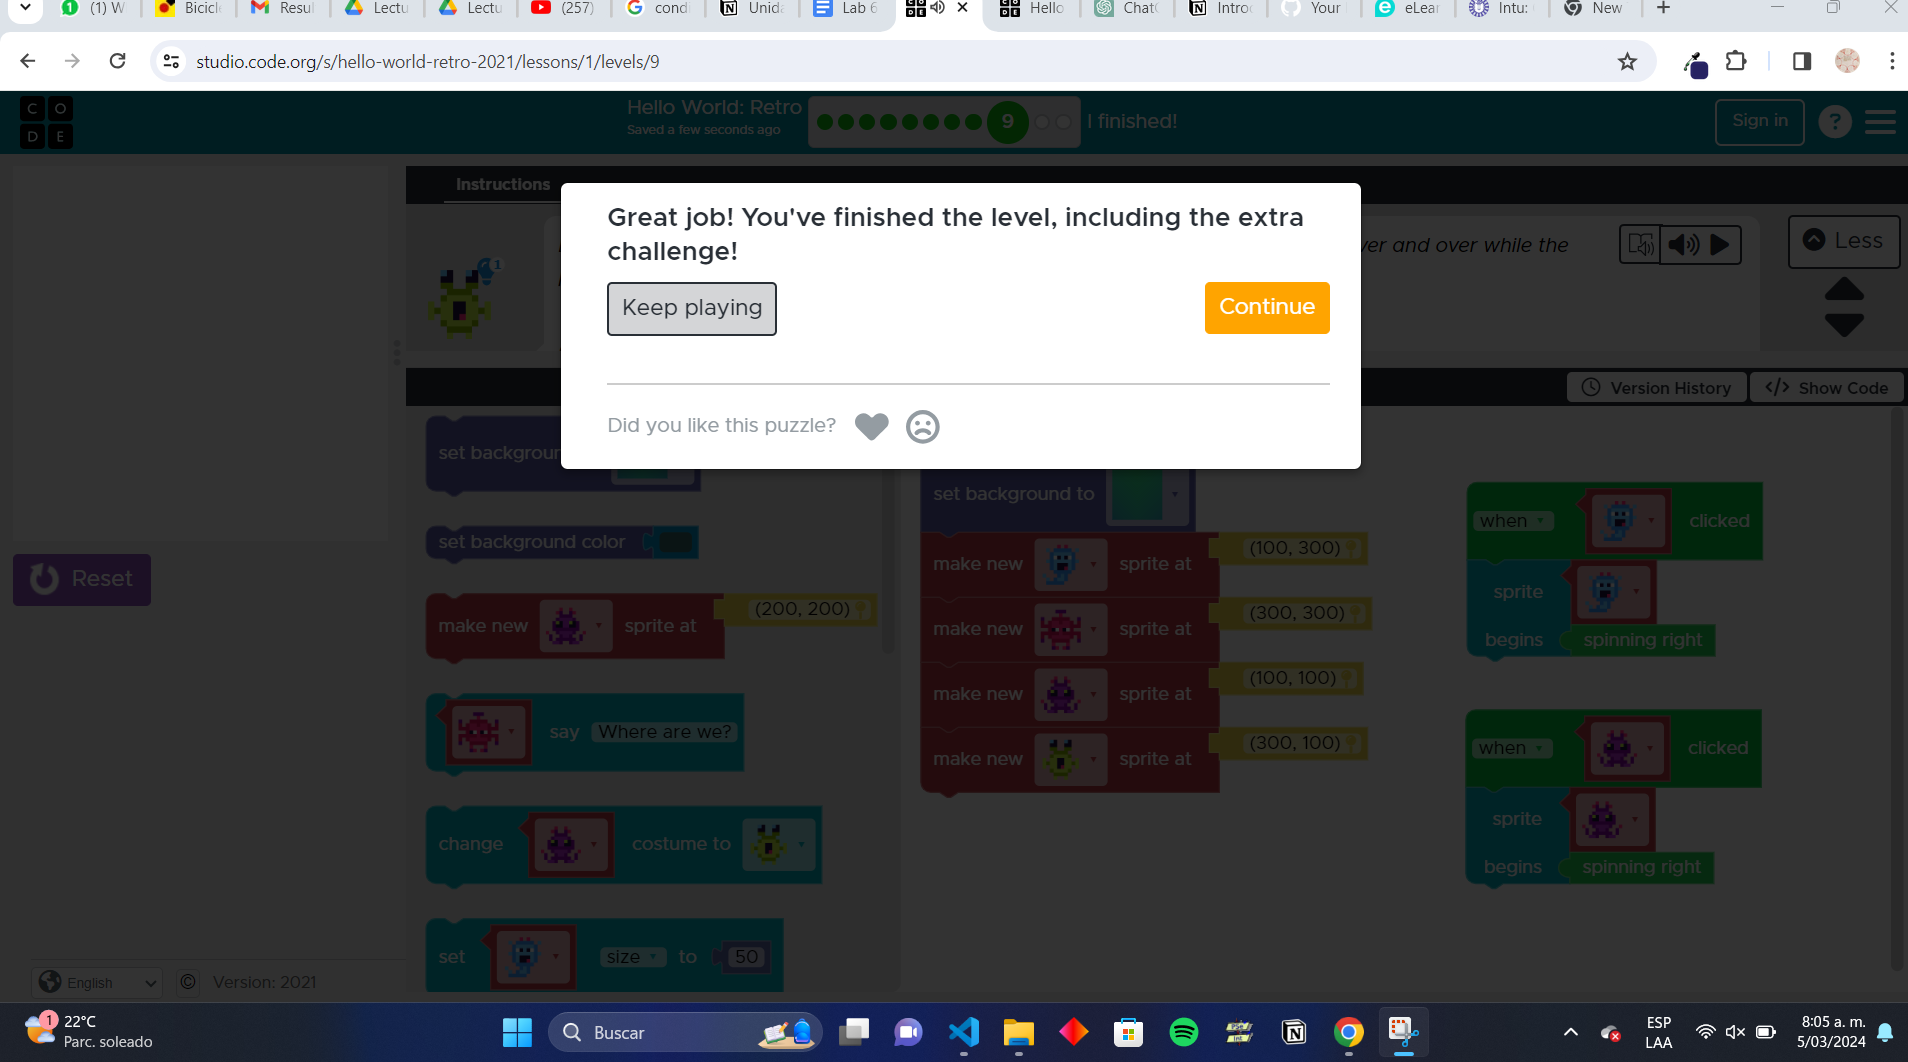 (1) W
Bicicl
Resul
Lectu
Lectu
(257)
condi
Unida
Lab 6
Hello
ChatG
Introd
Your
eLear
Intu:
New
studio.code.org/s/hello-world-retro-2021/lessons/1/levels/9
C O
D E
Hello World: Retro
Saved a few seconds ago
9
I finished!
Sign in
?
Instructions
Great job! You've finished the level, including the extra
challenge!
Keep playing
Continue
Did you like this puzzle?
1
ver and over while the
Less
Version History
</> Show Code
Reset
set backgroun
set background color
make new sprite at (200, 200)
say Where are we?
change costume to
set size to 50
set background to
make new sprite at (100, 300)
make new sprite at (300, 300)
make new sprite at (100, 100)
make new sprite at (300, 100)
when clicked
sprite
begins spinning right
when clicked
sprite
begins spinning right
English
© Version: 2021
1
22°C
Parc. soleado
Buscar
ESP
LAA
8:05 a. m.
5/03/2024